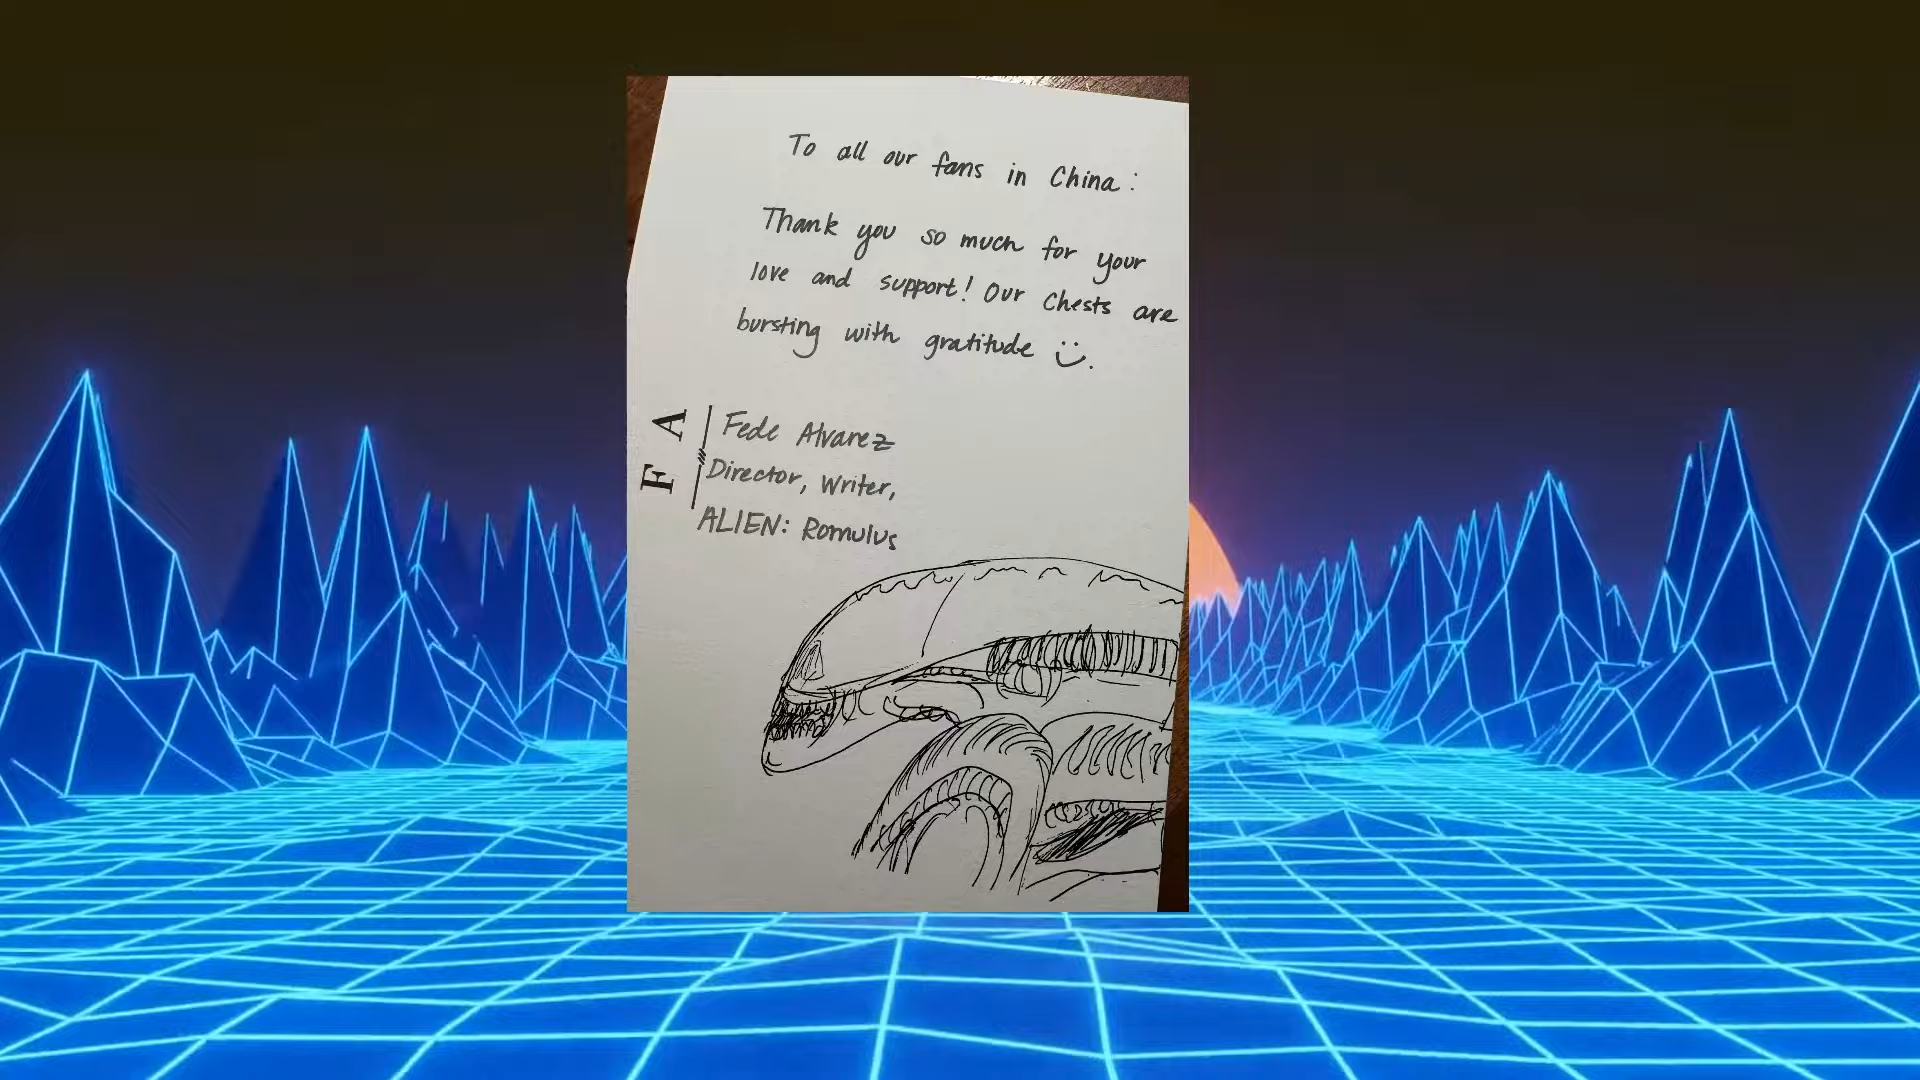 To all our fans in China:
Thank you so much for your
love and support! Our Chests are
bursting with gratitude
F A
Fede Alvarez
Director, Writer,
ALIEN: Romulus